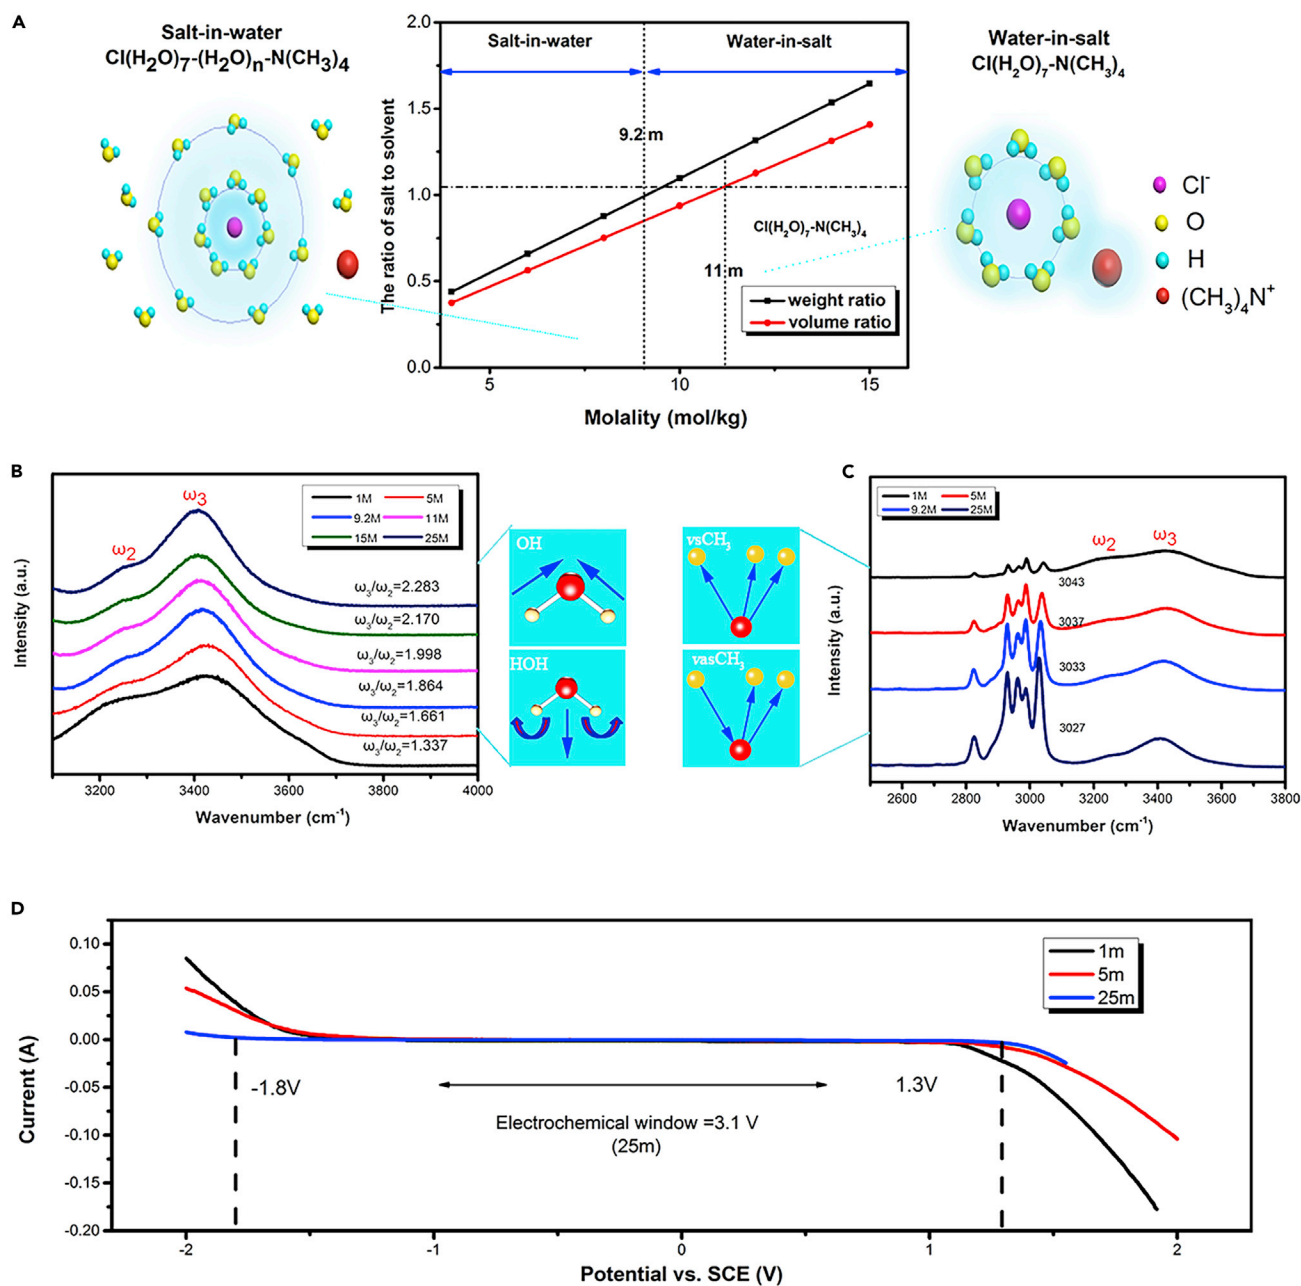 A
Salt-in-water
Cl(H₂O)₇-(H₂O)n-N(CH₃)₄
2.0
1.5
1.0
0.5
0.0
The ratio of salt to solvent
Salt-in-water
Water-in-salt
9.2 m
Cl(H₂O)₇-N(CH₃)₄
11 m
weight ratio
volume ratio
5
10
15
Molality (mol/kg)
Water-in-salt
Cl(H₂O)₇-N(CH₃)₄
Cl⁻
O
H
(CH₃)₄N⁺
B
Intensity (a.u.)
ω₂
ω₃
1M
5M
9.2M
11M
15M
25M
ω₃/ω₂=2.283
ω₃/ω₂=2.170
ω₃/ω₂=1.998
ω₃/ω₂=1.864
ω₃/ω₂=1.661
ω₃/ω₂=1.337
3200
3400
3600
3800
4000
Wavenumber (cm⁻¹)
OH
HOH
vsCH₃
vasCH₃
C
Intensity (a.u.)
1M
5M
9.2M
25M
ω₂
ω₃
3043
3037
3033
3027
2600
2800
3000
3200
3400
3600
3800
Wavenumber (cm⁻¹)
D
0.10
0.05
0.00
-0.05
-0.10
-0.15
-0.20
Current (A)
1m
5m
25m
-1.8V
1.3V
Electrochemical window =3.1 V
(25m)
-2
-1
0
1
2
Potential vs. SCE (V)